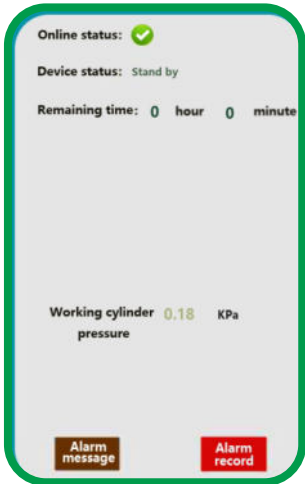 Online status:
Device status: Stand by
Remaining time: 0 hour 0 minute
Working cylinder 0.18 KPa
pressure
Alarm message
Alarm record